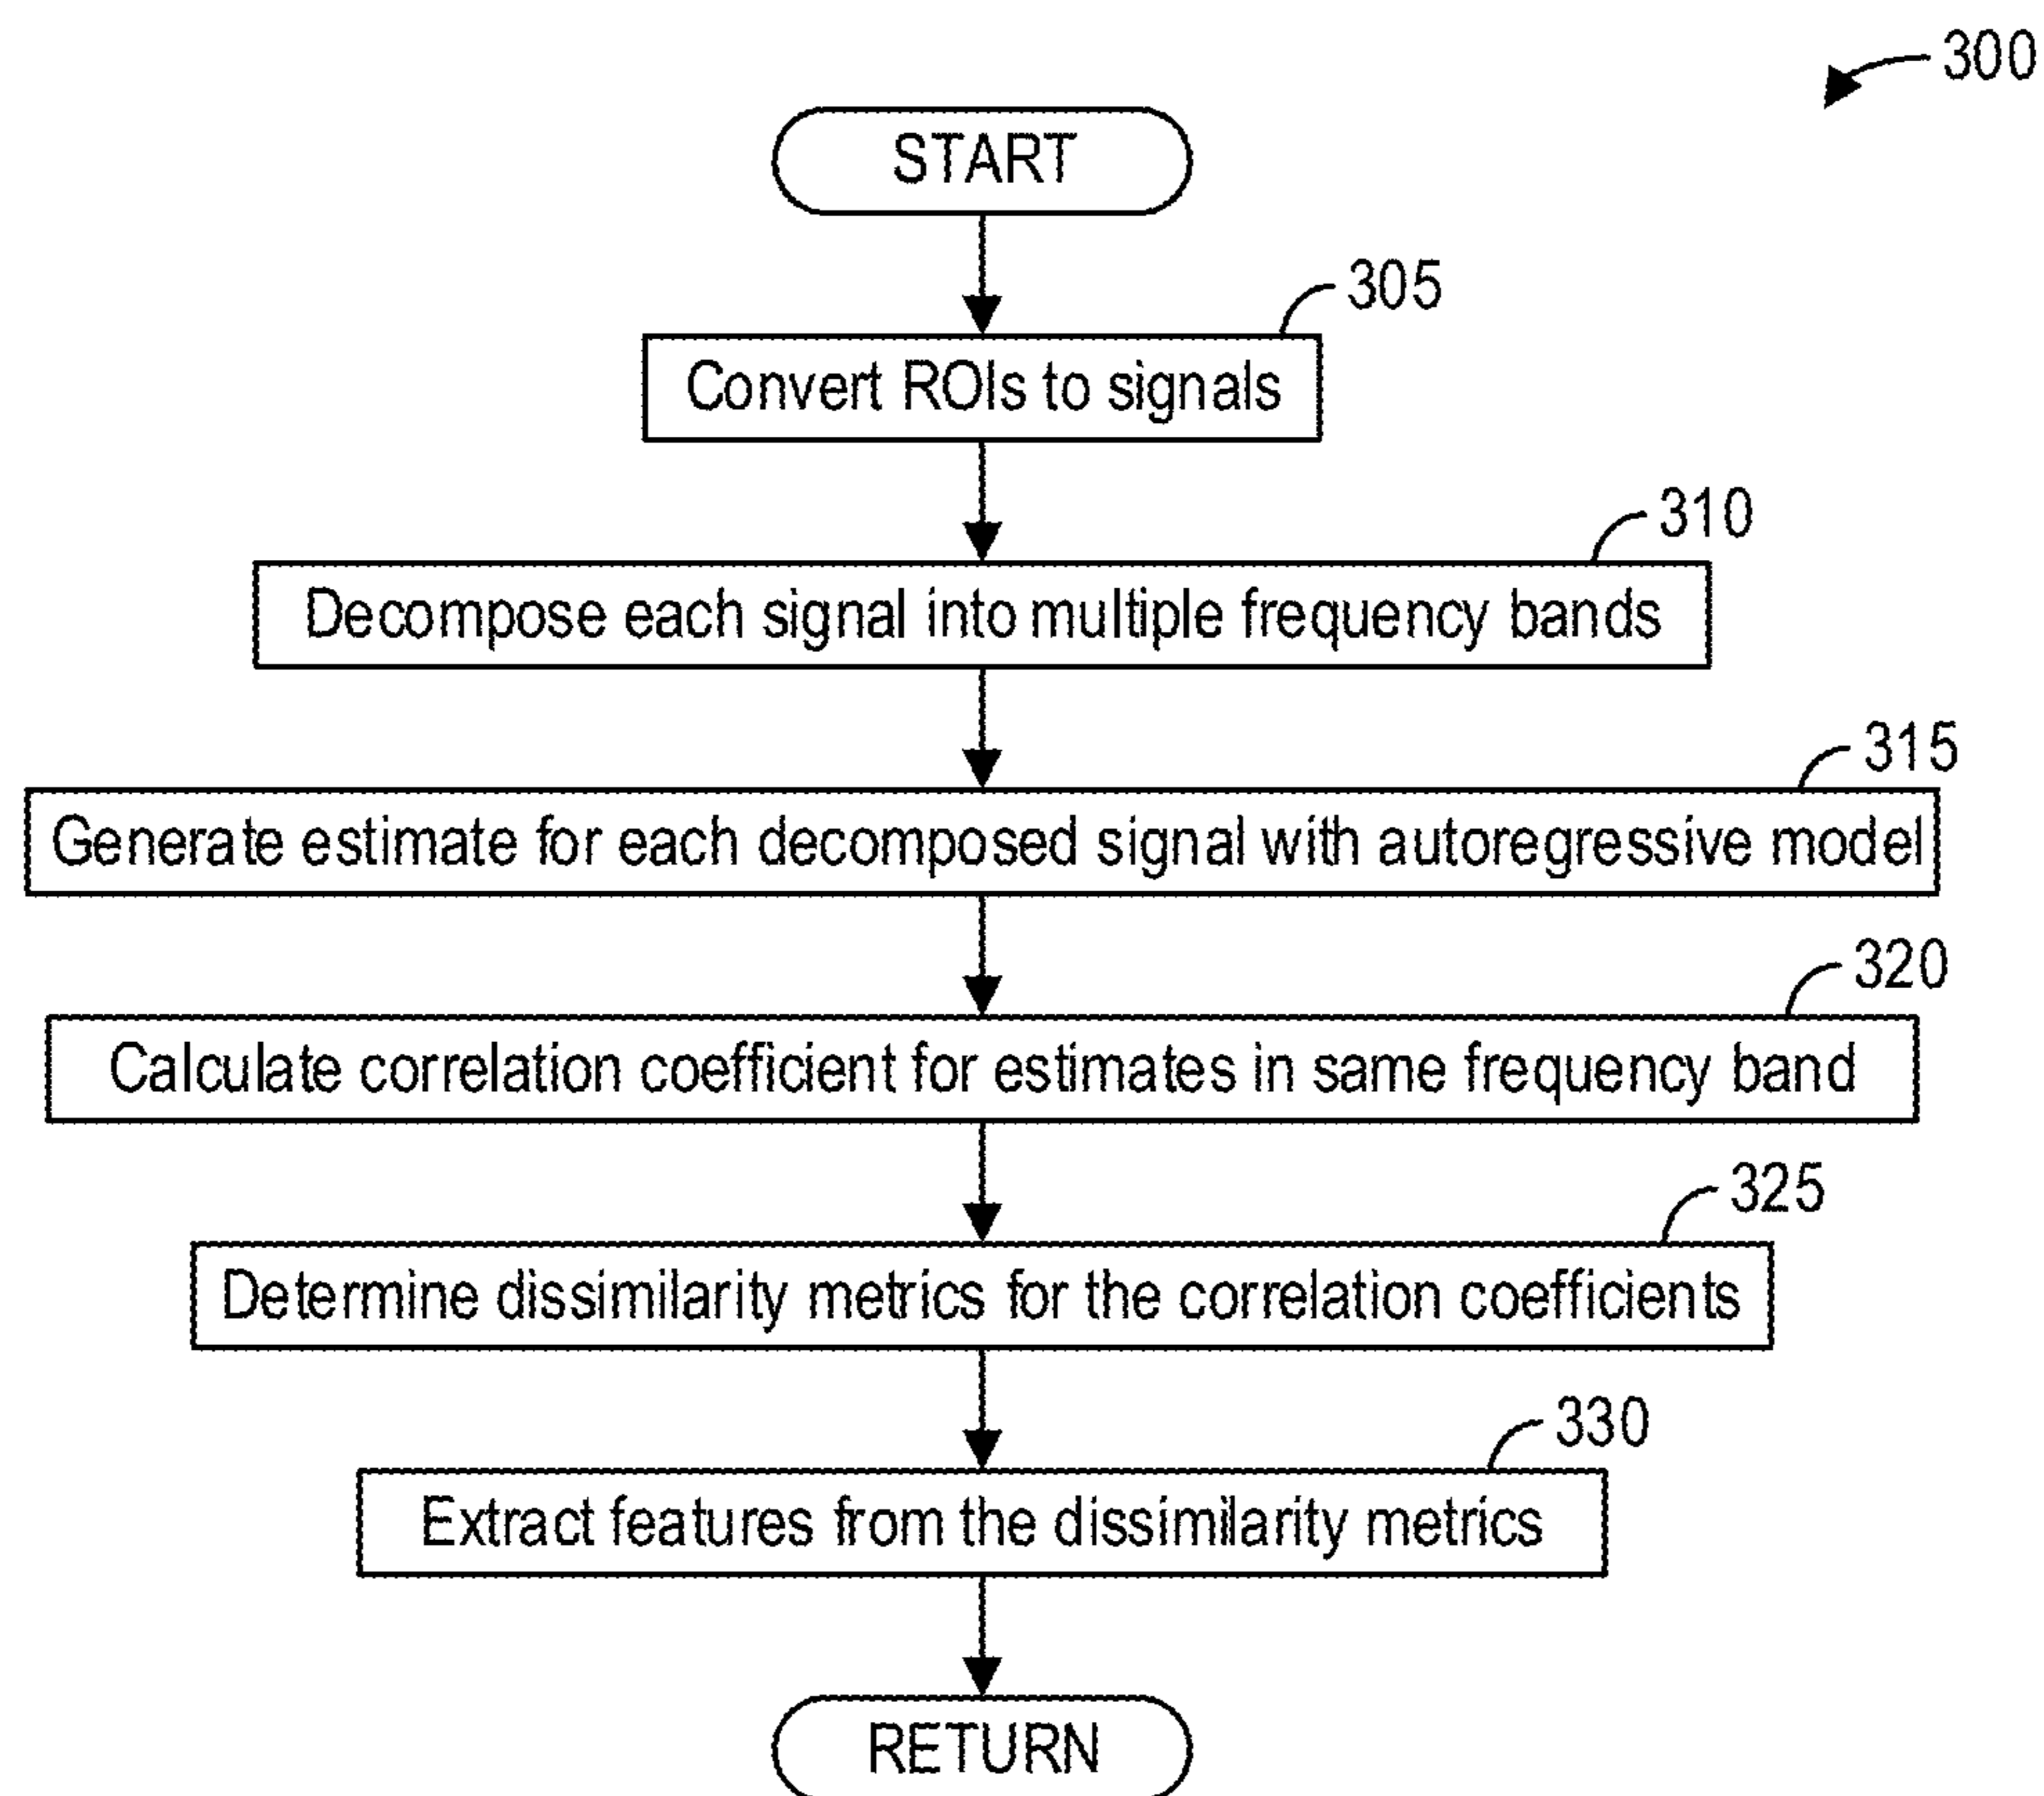 300
START
305
Convert ROIs to signals
310
Decompose each signal into multiple frequency bands
315
Generate estimate for each decomposed signal with autoregressive model
320
Calculate correlation coefficient for estimates in same frequency band
325
Determine dissimilarity metrics for the correlation coefficients
330
Extract features from the dissimilarity metrics
RETURN